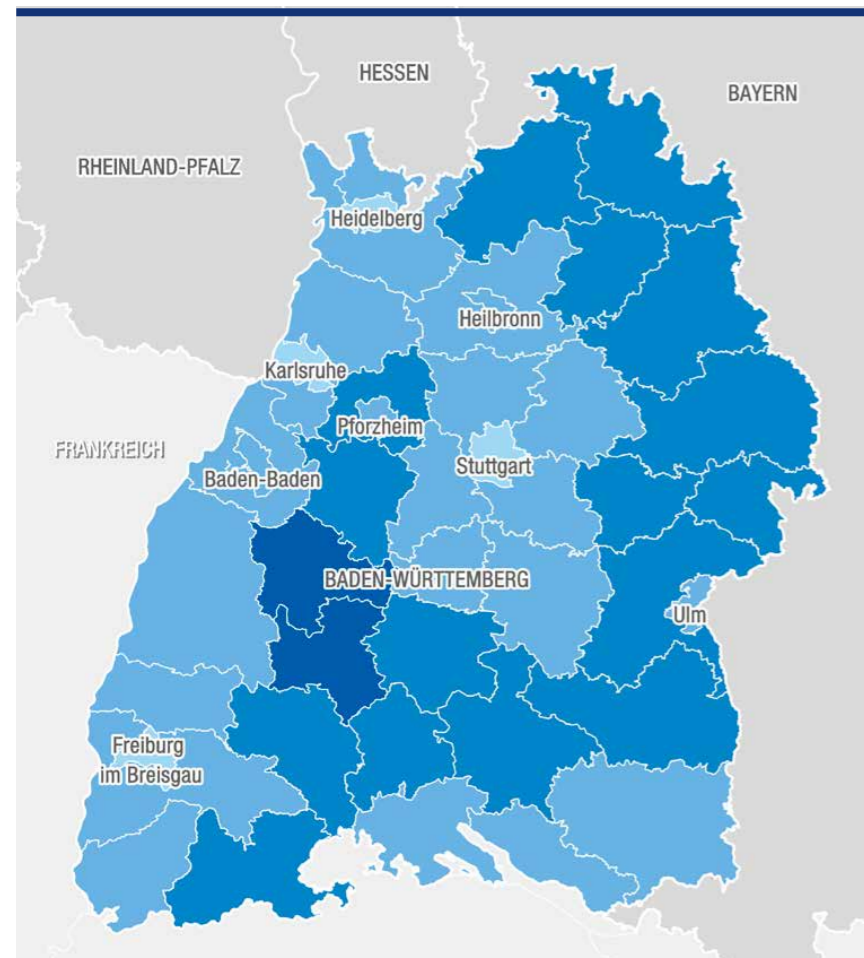 HESSEN
BAYERN
RHEINLAND-PFALZ
Heidelberg
Heilbronn
Karlsruhe
Pforzheim
FRANKREICH
Stuttgart
Baden-Baden
BADEN-WÜRTTEMBERG
Ulm
Freiburg
im Breisgau